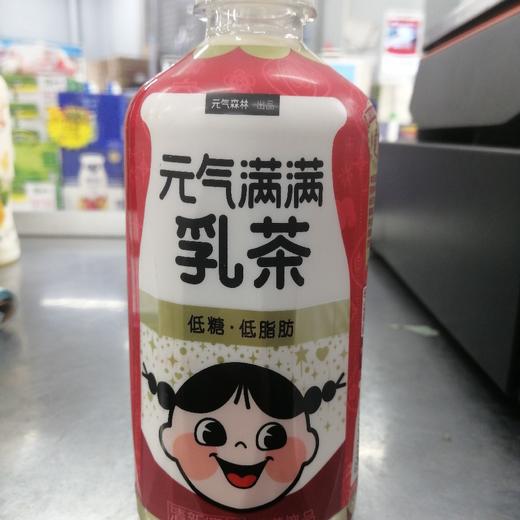 元气森林 出品
元气满满
乳茶
低糖·低脂肪